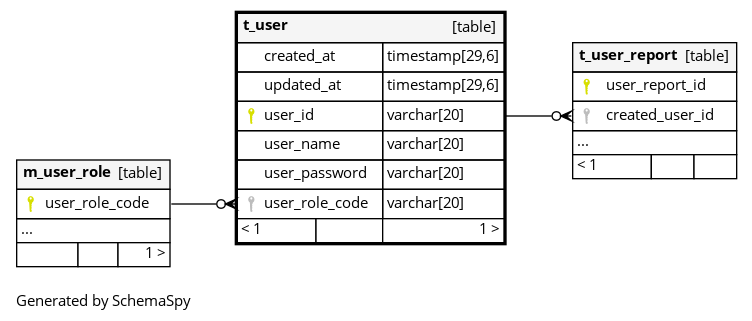 t_user [table]
created_at timestamp[29,6]
updated_at timestamp[29,6]
user_id varchar[20]
user_name varchar[20]
user_password varchar[20]
user_role_code varchar[20]
< 1 1 >
t_user_report [table]
user_report_id
created_user_id
...
< 1
m_user_role [table]
user_role_code
...
1 >
Generated by SchemaSpy